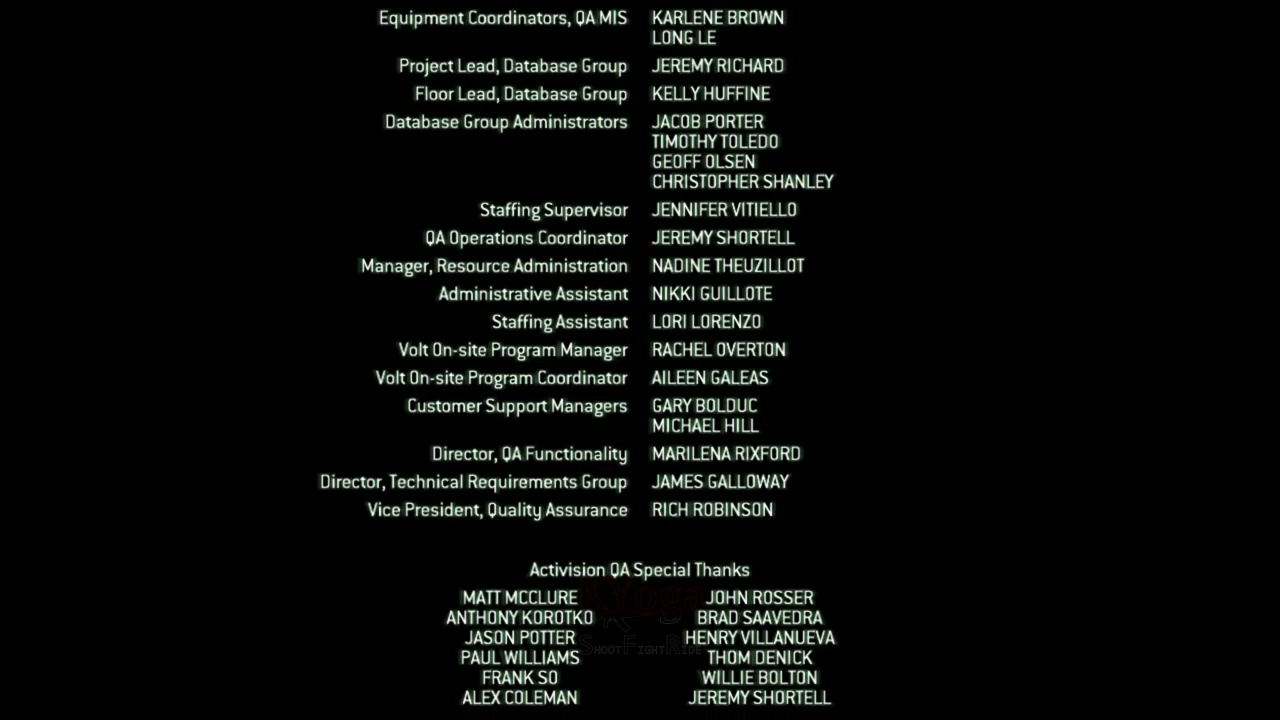 Equipment Coordinators, QA MIS KARLENE BROWN
LONG LE
Project Lead, Database Group JEREMY RICHARD
Floor Lead, Database Group KELLY HUFFINE
Database Group Administrators JACOB PORTER
TIMOTHY TOLEDO
GEOFF OLSEN
CHRISTOPHER SHANLEY
Staffing Supervisor JENNIFER VITIELLO
QA Operations Coordinator JEREMY SHORTELL
Manager, Resource Administration NADINE THEUZILLOT
Administrative Assistant NIKKI GUILLOTE
Staffing Assistant LORI LORENZO
Volt On-site Program Manager RACHEL OVERTON
Volt On-site Program Coordinator AILEEN GALEAS
Customer Support Managers GARY BOLDUC
MICHAEL HILL
Director, QA Functionality MARILENA RIXFORD
Director, Technical Requirements Group JAMES GALLOWAY
Vice President, Quality Assurance RICH ROBINSON
Activision QA Special Thanks
MATT MCCLURE JOHN ROSSER
ANTHONY KOROTKO BRAD SAAVEDRA
JASON POTTER HENRY VILLANUEVA
SHOOTFIGHTRIDE
PAUL WILLIAMS THOM DENICK
FRANK SO WILLIE BOLTON
ALEX COLEMAN JEREMY SHORTELL